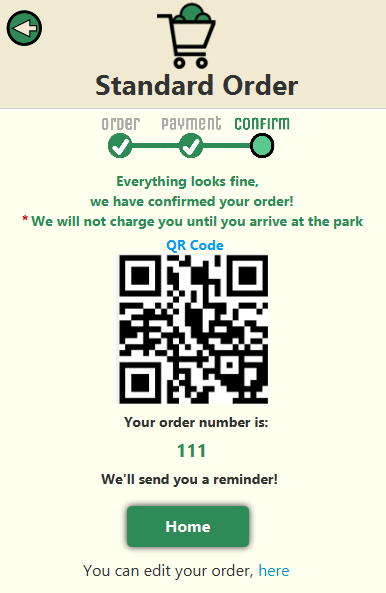 Standard Order
Order Payment Confirm
Everything looks fine,
we have confirmed your order!
* We will not charge you until you arrive at the park
QR Code
Your order number is:
111
We'll send you a reminder!
Home
You can edit your order, here